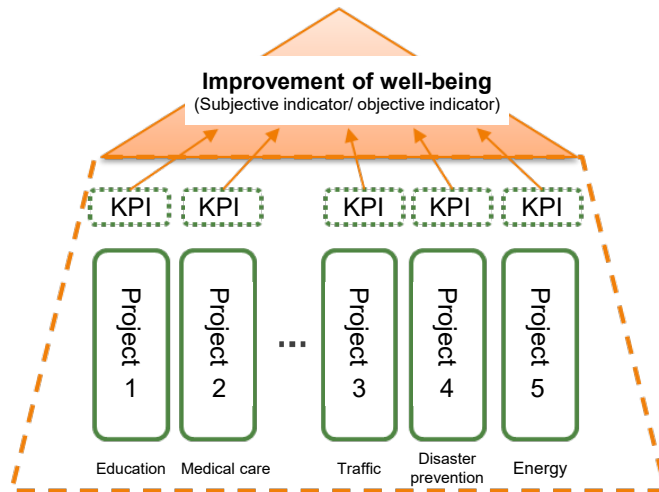 Improvement of well-being
(Subjective indicator/ objective indicator)
KPI KPI KPI KPI KPI
Project 1
Project 2
...
Project 3
Project 4
Project 5
Education
Medical care
Traffic
Disaster
prevention
Energy